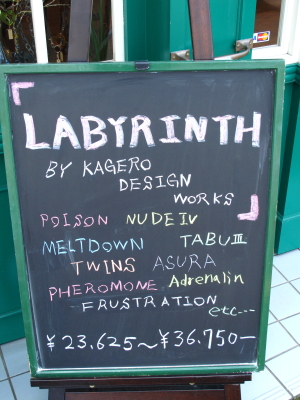 LABYRINTH
BY KAGERO
DESIGN
WORKS
POISON NUDE IV
MELTDOWN TABU III
TWINS ASURA
PHEROMONE Adrenalin
FRUSTRATION
etc---
¥23.625~¥36.750-